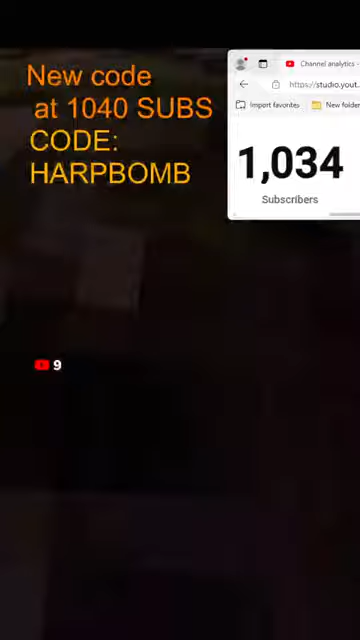 New code
at 1040 SUBS
CODE:
HARPBOMB
Channel analytics -
https://studio.yout
Import favorites
New folder
1,034
Subscribers
9